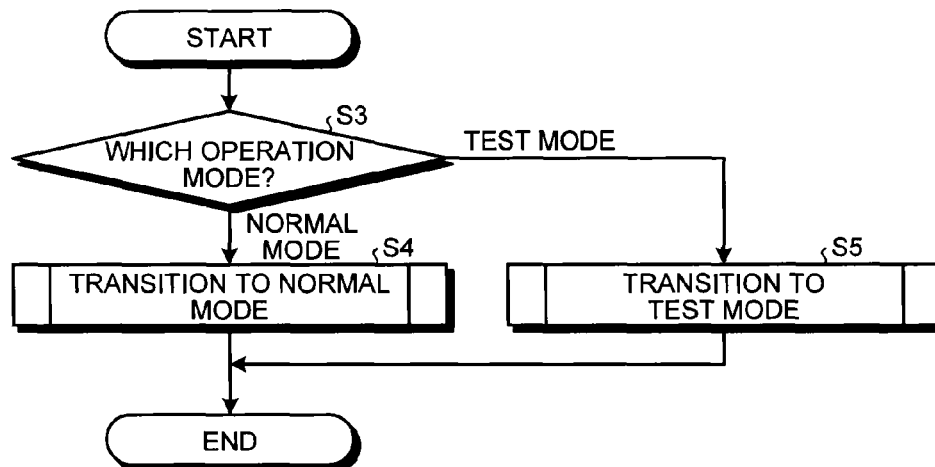 START
S3
WHICH OPERATION
MODE?
TEST MODE
NORMAL
MODE
S4
TRANSITION TO NORMAL
MODE
S5
TRANSITION TO
TEST MODE
END